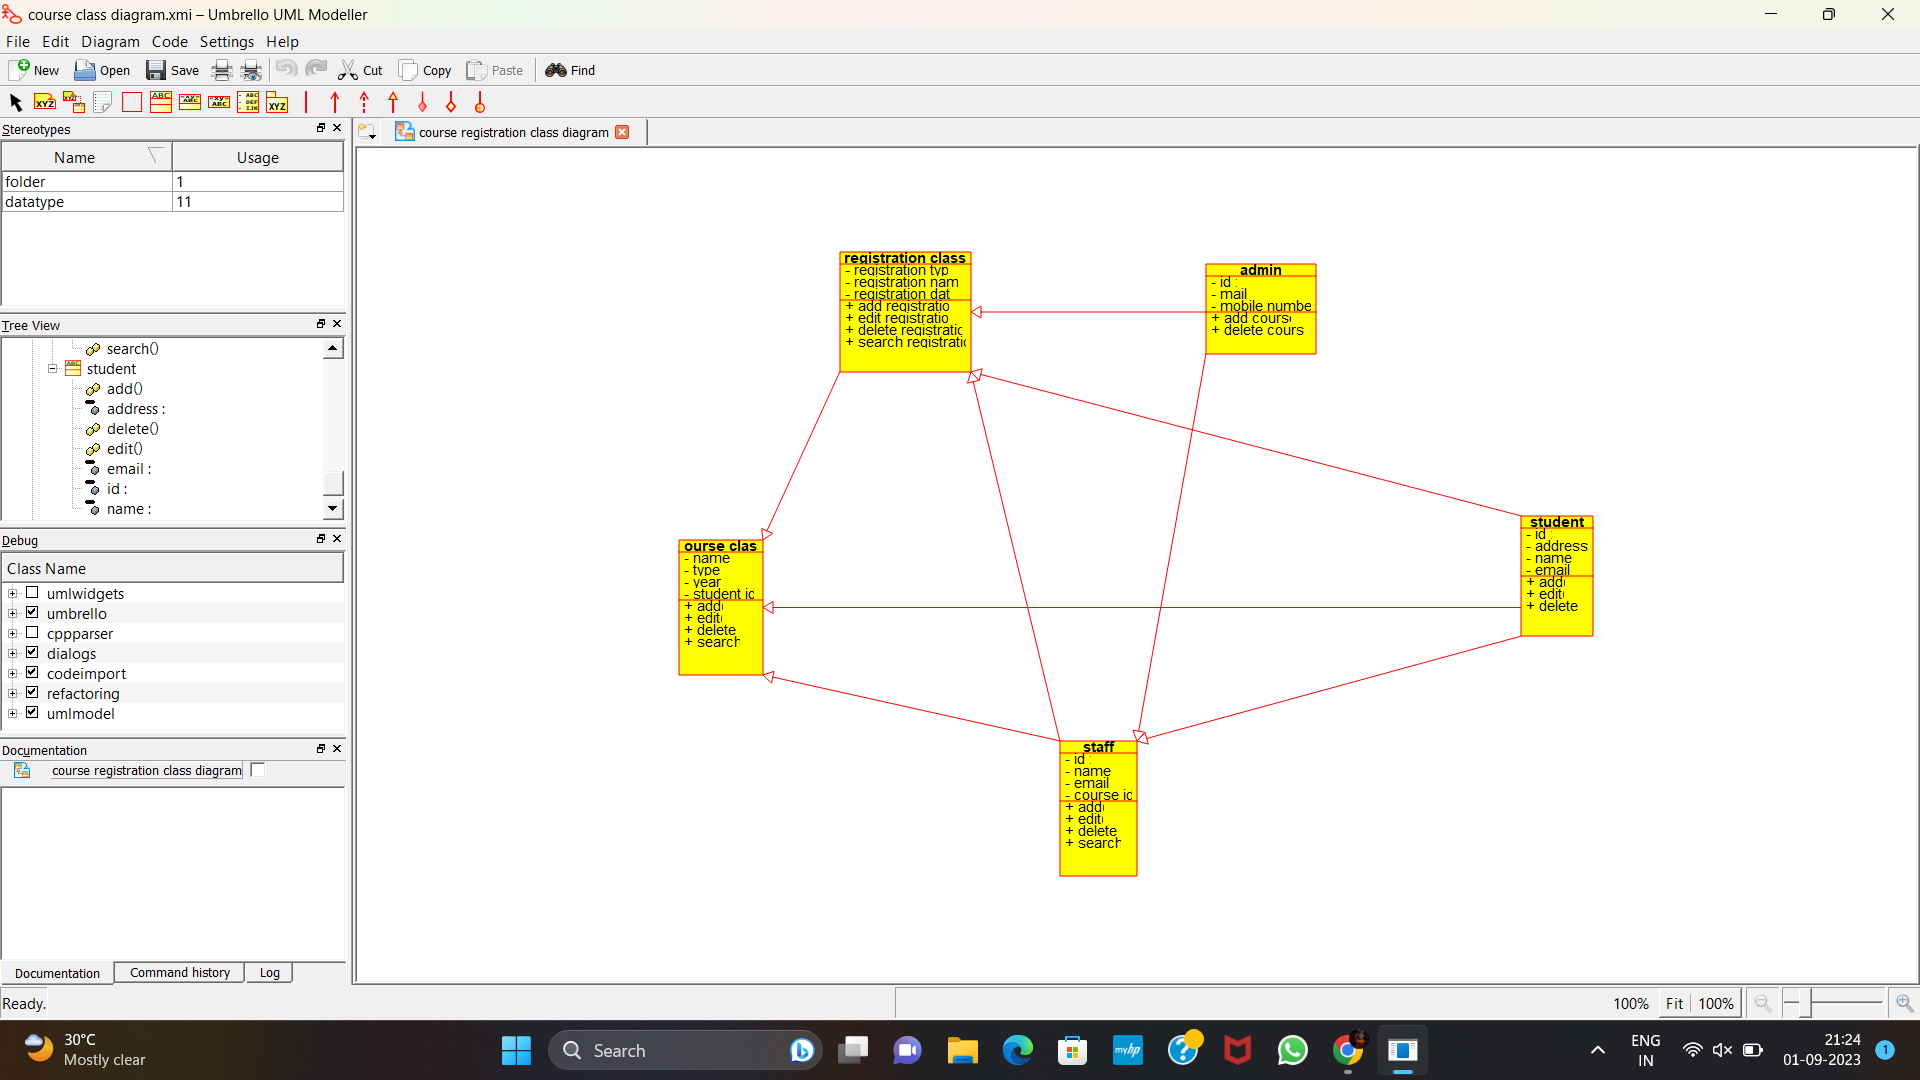 course class diagram.xmi – Umbrello UML Modeller
File Edit Diagram Code Settings Help
New Open Save Cut Copy Paste Find
Stereotypes
course registration class diagram
Name Usage
folder 1
datatype 11
Tree View
search()
student
add()
address :
delete()
edit()
email :
id :
name :
Debug
Class Name
umlwidgets
umbrello
cppparser
dialogs
codeimport
refactoring
umlmodel
Documentation
course registration class diagram
Documentation Command history Log
registration class
- registration typ
- registration nam
- registration dat
+ add registratio
+ edit registratio
+ delete registratic
+ search registratic
admin
- id :
- mail
- mobile numbe
+ add cours
+ delete cours
ourse clas
- name
- type
- year
- student id
+ add
+ edit
+ delete
+ search
student
- id
- address
- name
- email
+ add
+ edit
+ delete
staff
- id :
- name
- email
- course id
+ add
+ edit
+ delete
+ search
Ready.
100% Fit 100%
30°C
Mostly clear
Search
myhp
ENG
IN
21:24
01-09-2023
1